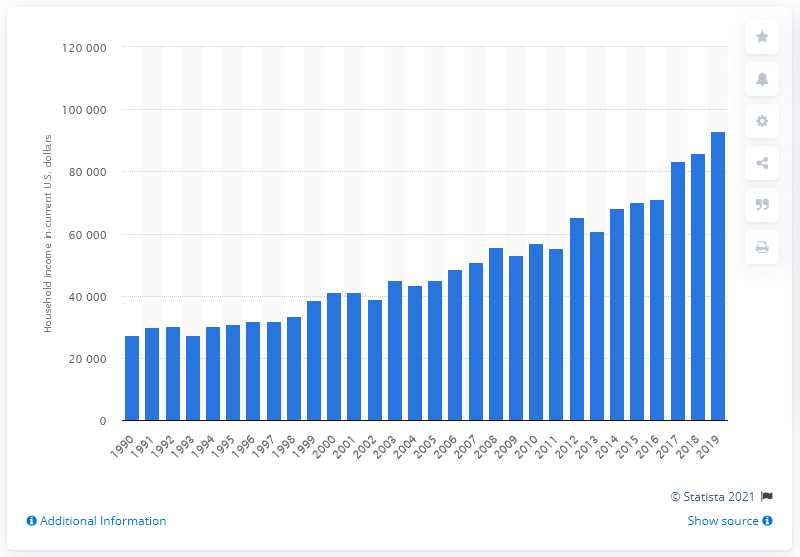 120 000
100 000
80 000
60 000
40 000
20 000
0
Household income in current U.S. dollars
1990 1991 1992 1993 1994 1995 1996 1997 1998 1999 2000 2001 2002 2003 2004 2005 2006 2007 2008 2009 2010 2011 2012 2013 2014 2015 2016 2017 2018 2019
© Statista 2021
Additional Information
Show source